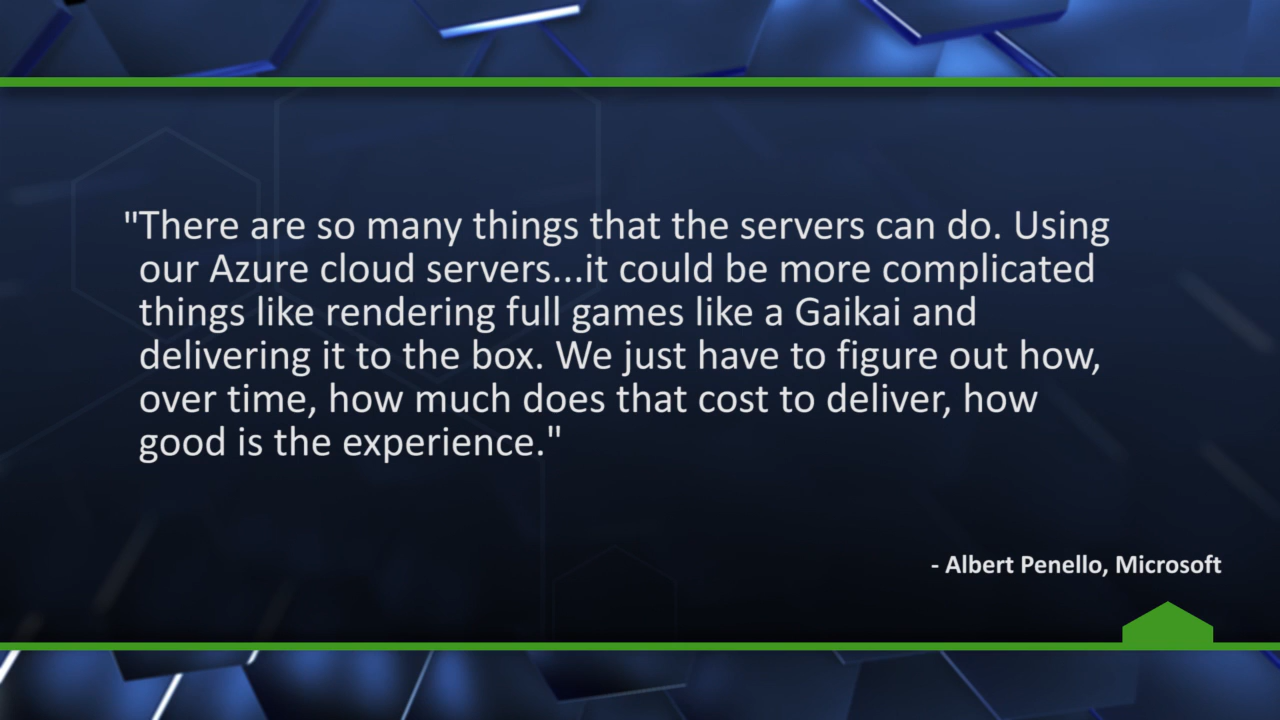 "There are so many things that the servers can do. Using
our Azure cloud servers...it could be more complicated
things like rendering full games like a Gaikai and
delivering it to the box. We just have to figure out how,
over time, how much does that cost to deliver, how
good is the experience."
- Albert Penello, Microsoft